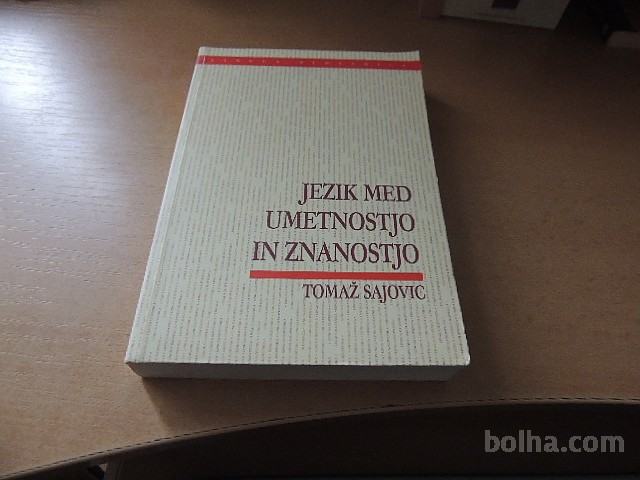 JEZIK MED
UMETNOSTJO
IN ZNANOSTJO
TOMAŽ SAJOVIC
bolha.com